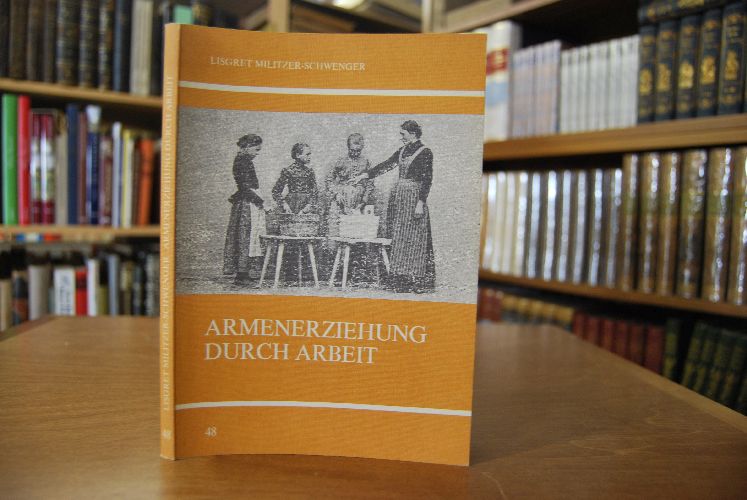 LISGRET MILITZER-SCHWENGER
ARMENERZIEHUNG
DURCH ARBEIT
48
LISGRET MILITZER-SCHWENGER · ARMENERZIEHUNG DURCH ARBEIT
48